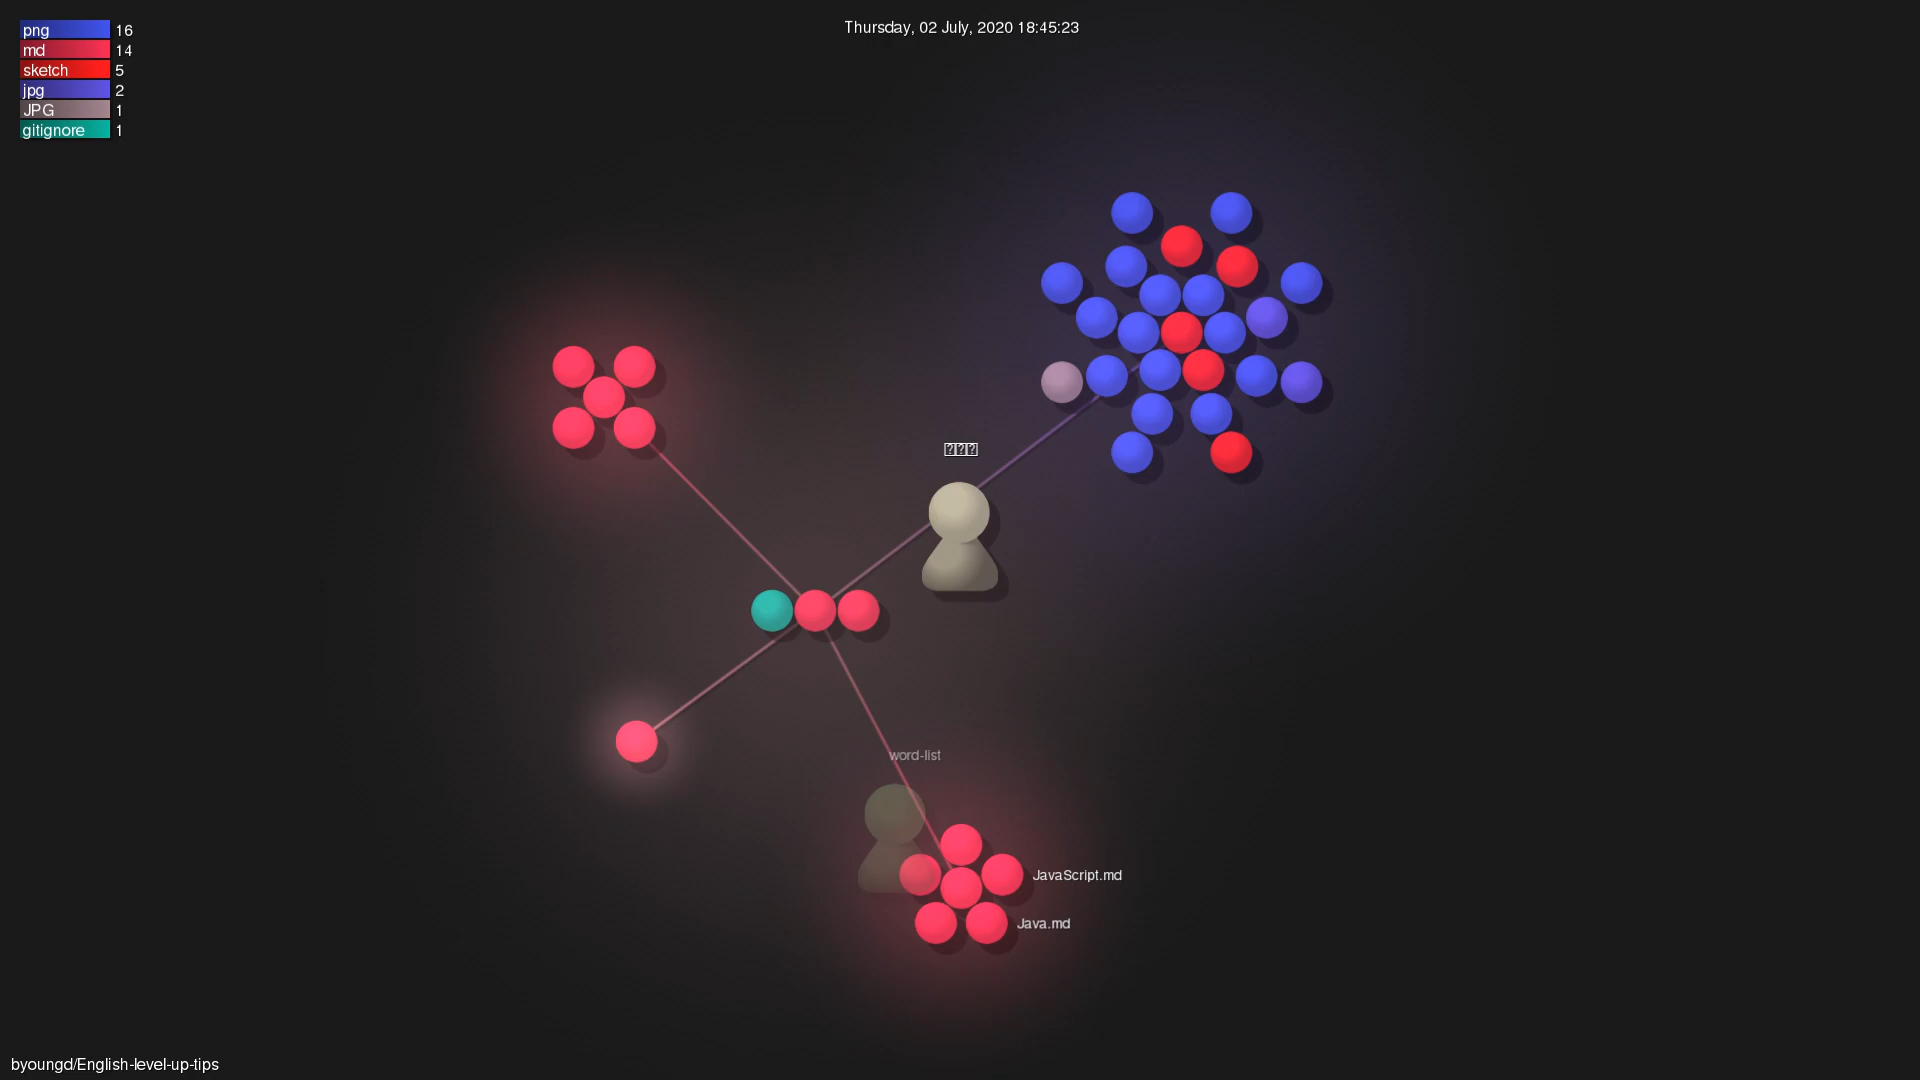 Thursday, 02 July, 2020 18:45:23
png 16
md 14
sketch 5
jpg 2
JPG 1
gitignore 1
word-list
JavaScript.md
Java.md
byoungd/English-level-up-tips